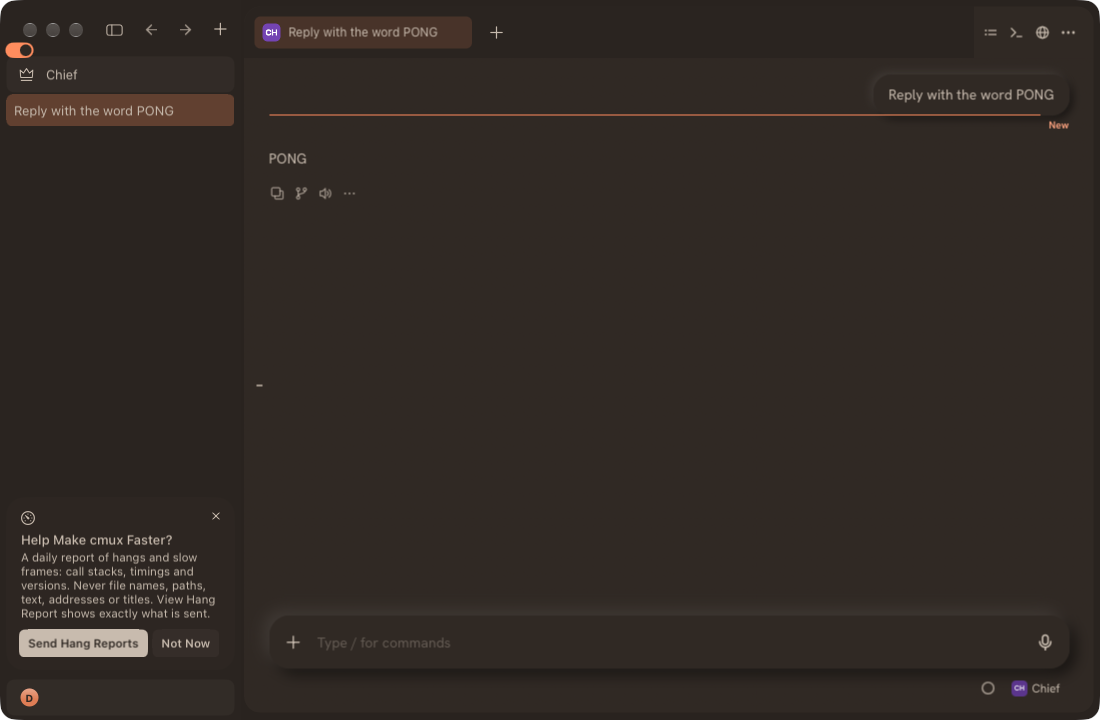 CH Reply with the word PONG
Chief
Reply with the word PONG
Reply with the word PONG
New
PONG
Help Make cmux Faster?
A daily report of hangs and slow
frames: call stacks, timings and
versions. Never file names, paths,
text, addresses or titles. View Hang
Report shows exactly what is sent.
Send Hang Reports Not Now
Type / for commands
D
CH Chief